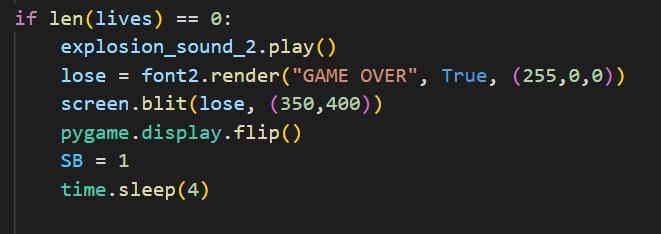 if len(lives) == 0:
    explosion_sound_2.play()
    lose = font2.render("GAME OVER", True, (255,0,0))
    screen.blit(lose, (350,400))
    pygame.display.flip()
    SB = 1
    time.sleep(4)